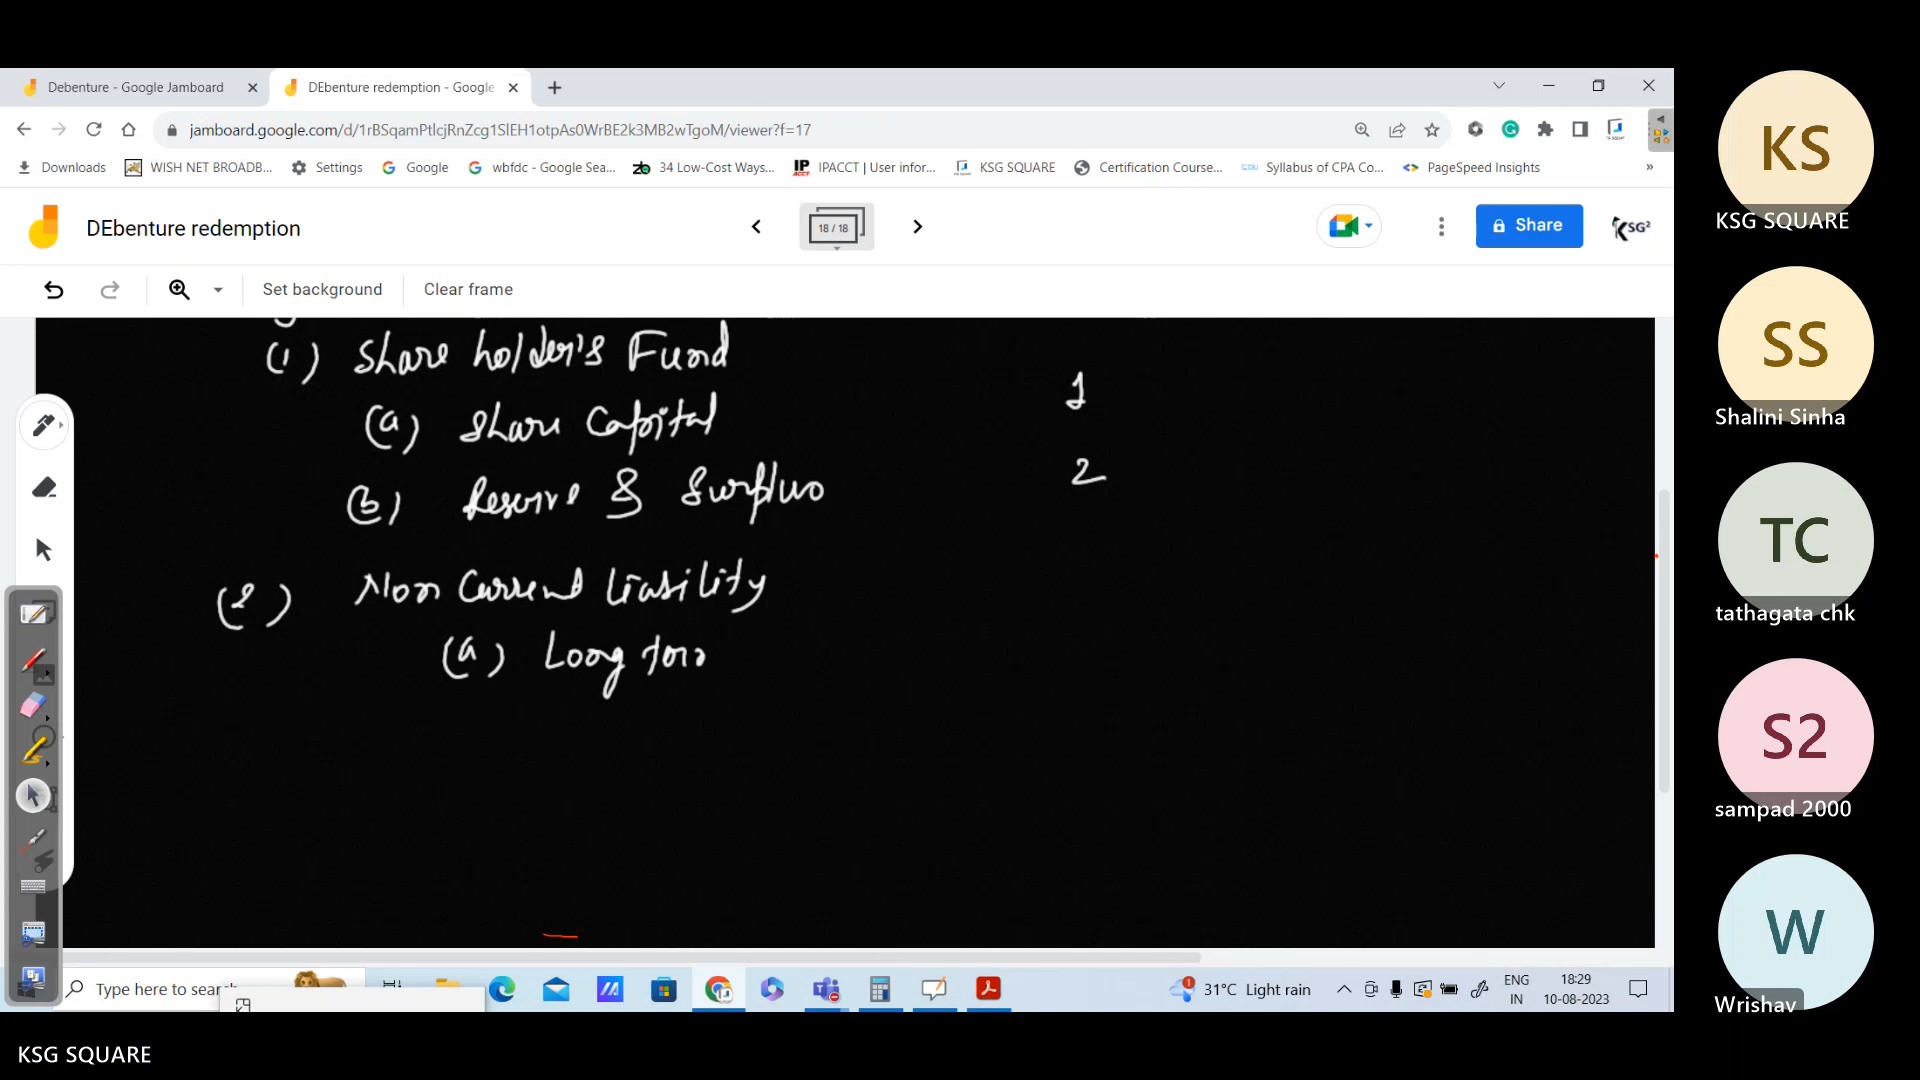 Debenture - Google Jamboard
DEbenture redemption - Google
jamboard.google.com/d/1rBSqamPtlcjRnZcg1SlEH1otpAs0WrBE2k3MB2wTgoM/viewer?f=17
Downloads WISH NET BROADB... Settings Google wbfdc - Google Sea... 34 Low-Cost Ways... IPACCT | User infor... KSG SQUARE Certification Course... Syllabus of CPA Co... PageSpeed Insights »
DEbenture redemption
18 / 18
Share
KSG²
Set background Clear frame
(1) Share holder's Fund
1
(a) Share Capital
2
(b) Reserve & Surplus
(2) Non Current Liability
(a) Long
Type here to search
31°C Light rain
ENG
IN
18:29
10-08-2023
KS
KSG SQUARE
SS
Shalini Sinha
TC
tathagata chk
S2
sampad 2000
W
Wrishav
KSG SQUARE